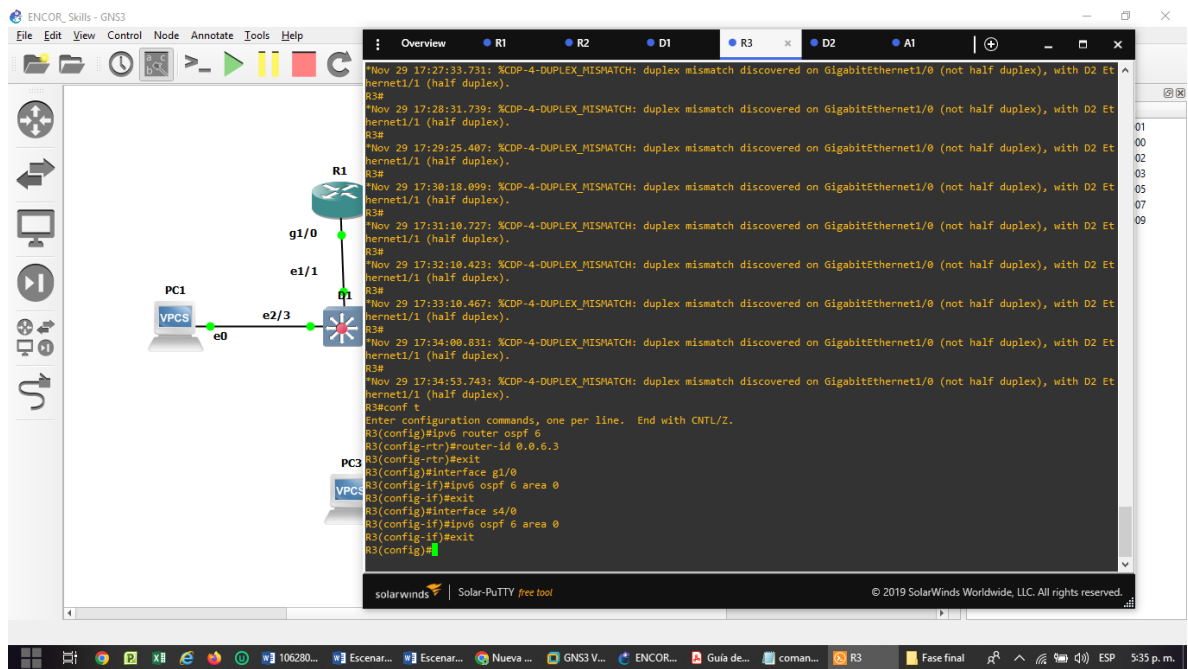 ENCOR_Skills - GNS3
File Edit View Control Node Annotate Tools Help
Overview R1 R2 D1 R3 × D2 A1
*Nov 29 17:27:33.731: %CDP-4-DUPLEX_MISMATCH: duplex mismatch discovered on GigabitEthernet1/0 (not half duplex), with D2 Et
hernet1/1 (half duplex).
R3#
*Nov 29 17:28:31.739: %CDP-4-DUPLEX_MISMATCH: duplex mismatch discovered on GigabitEthernet1/0 (not half duplex), with D2 Et
hernet1/1 (half duplex).
R3#
*Nov 29 17:29:25.407: %CDP-4-DUPLEX_MISMATCH: duplex mismatch discovered on GigabitEthernet1/0 (not half duplex), with D2 Et
hernet1/1 (half duplex).
R3#
*Nov 29 17:30:18.099: %CDP-4-DUPLEX_MISMATCH: duplex mismatch discovered on GigabitEthernet1/0 (not half duplex), with D2 Et
hernet1/1 (half duplex).
R3#
*Nov 29 17:31:10.727: %CDP-4-DUPLEX_MISMATCH: duplex mismatch discovered on GigabitEthernet1/0 (not half duplex), with D2 Et
hernet1/1 (half duplex).
R3#
*Nov 29 17:32:10.423: %CDP-4-DUPLEX_MISMATCH: duplex mismatch discovered on GigabitEthernet1/0 (not half duplex), with D2 Et
hernet1/1 (half duplex).
R3#
*Nov 29 17:33:10.467: %CDP-4-DUPLEX_MISMATCH: duplex mismatch discovered on GigabitEthernet1/0 (not half duplex), with D2 Et
hernet1/1 (half duplex).
R3#
*Nov 29 17:34:00.831: %CDP-4-DUPLEX_MISMATCH: duplex mismatch discovered on GigabitEthernet1/0 (not half duplex), with D2 Et
hernet1/1 (half duplex).
R3#
*Nov 29 17:34:53.743: %CDP-4-DUPLEX_MISMATCH: duplex mismatch discovered on GigabitEthernet1/0 (not half duplex), with D2 Et
hernet1/1 (half duplex).
R3#conf t
Enter configuration commands, one per line. End with CNTL/Z.
R3(config)#ipv6 router ospf 6
R3(config-rtr)#router-id 0.0.6.3
R3(config-rtr)#exit
R3(config)#interface g1/0
R3(config-if)#ipv6 ospf 6 area 0
R3(config-if)#exit
R3(config)#interface s4/0
R3(config-if)#ipv6 ospf 6 area 0
R3(config-if)#exit
R3(config)#
solarwinds Solar-PuTTY free tool © 2019 SolarWinds Worldwide, LLC. All rights reserved.
R1
g1/0
e1/1
D1
PC1
VPCS
e2/3
e0
PC3
VPCS
01
00
02
03
05
07
09
106280... Escenar... Escenar... Nueva ... GNS3 V... ENCOR... Guía de... coman... R3 Fase final ESP 5:35 p. m.